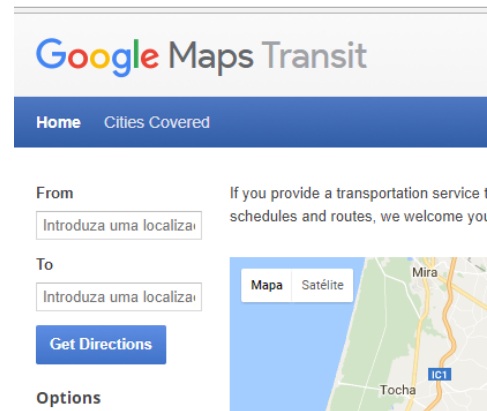 Google Maps Transit
Home Cities Covered
From
Introduza uma localiza
To
Introduza uma localiza
Get Directions
Options
If you provide a transportation service
schedules and routes, we welcome
Mapa Satélite
Mira
IC1
Tocha